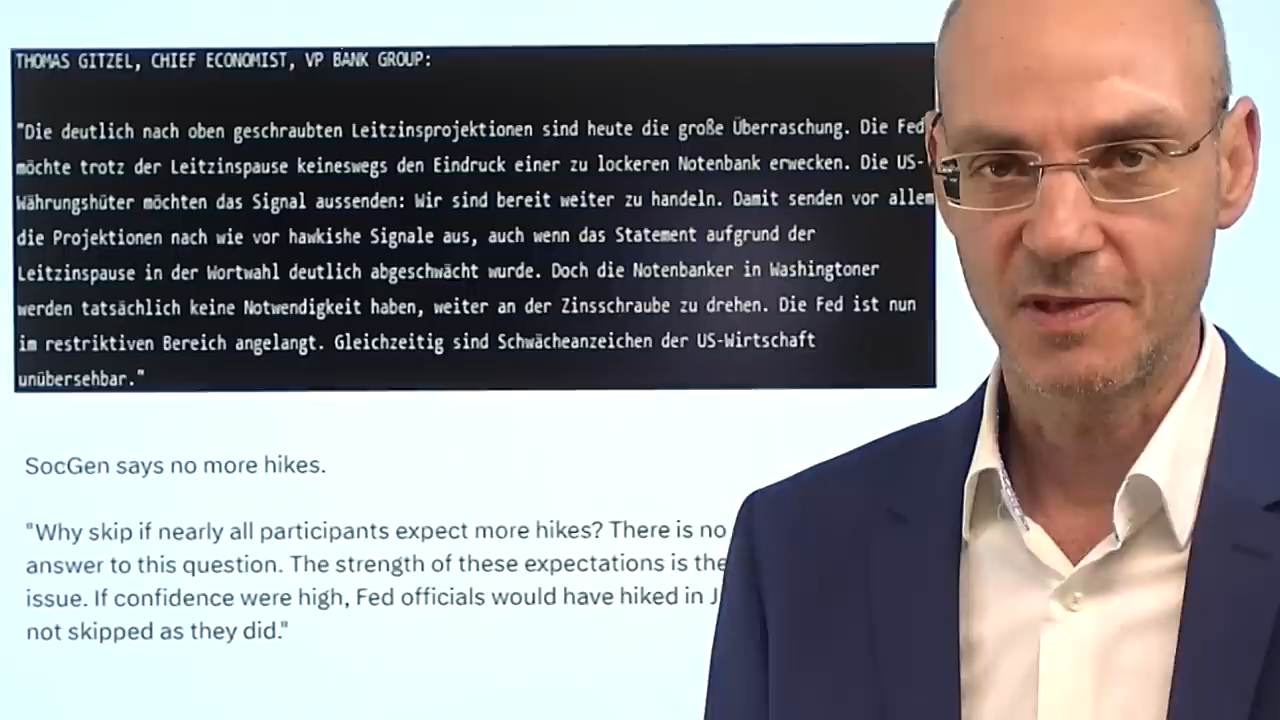 THOMAS GITZEL, CHIEF ECONOMIST, VP BANK GROUP:
"Die deutlich nach oben geschraubten Leitzinsprojektionen sind heute die große Überraschung. Die Fed
möchte trotz der Leitzinspause keineswegs den Eindruck einer zu lockeren Notenbank erwecken. Die US-
Währungshüter möchten das Signal aussenden: Wir sind bereit weiter zu handeln. Damit senden vor allem
die Projektionen nach wie vor hawkishe Signale aus, auch wenn das Statement aufgrund der
Leitzinspause in der Wortwahl deutlich abgeschwächt wurde. Doch die Notenbanker in Washingtoner
werden tatsächlich keine Notwendigkeit haben, weiter an der Zinsschraube zu drehen. Die Fed ist nun
im restriktiven Bereich angelangt. Gleichzeitig sind Schwächeanzeichen der US-Wirtschaft
unübersehbar."
SocGen says no more hikes.
"Why skip if nearly all participants expect more hikes? There is no
answer to this question. The strength of these expectations is the
issue. If confidence were high, Fed officials would have hiked in
not skipped as they did."